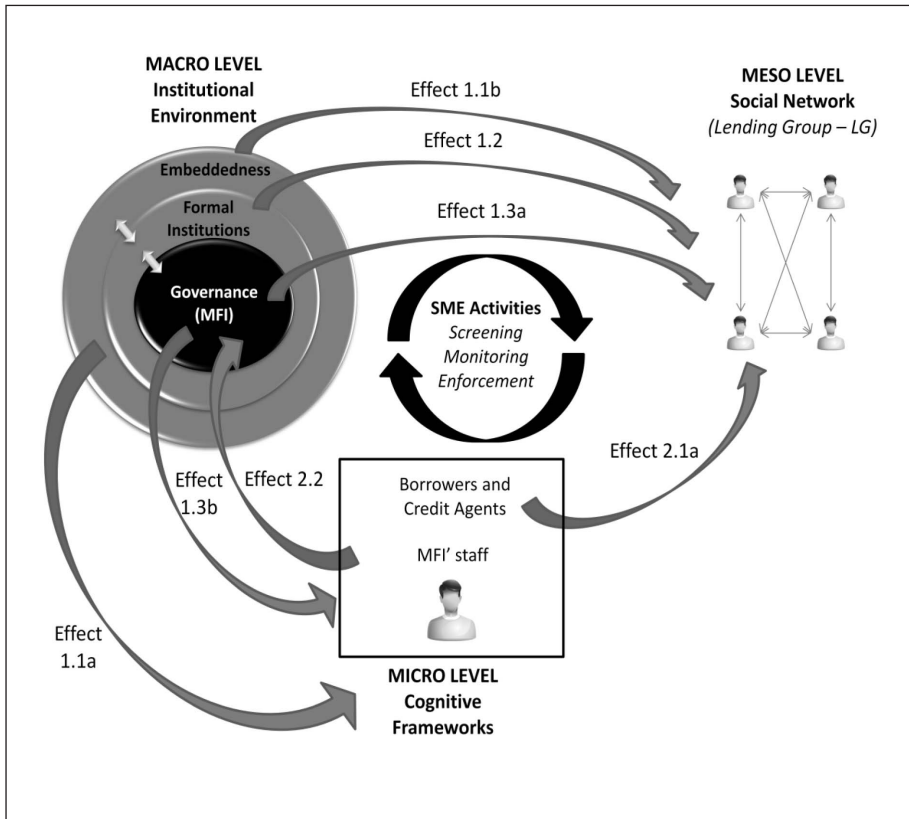 MACRO LEVEL
Institutional
Environment
Effect 1.1b
MESO LEVEL
Social Network
(Lending Group – LG)
Effect 1.2
Embeddedness
Formal
Institutions
Effect 1.3a
Governance
(MFI)
SME Activities
Screening
Monitoring
Enforcement
Effect 2.1a
Effect
1.3b
Effect 2.2
Borrowers and
Credit Agents
MFI' staff
Effect
1.1a
MICRO LEVEL
Cognitive
Frameworks